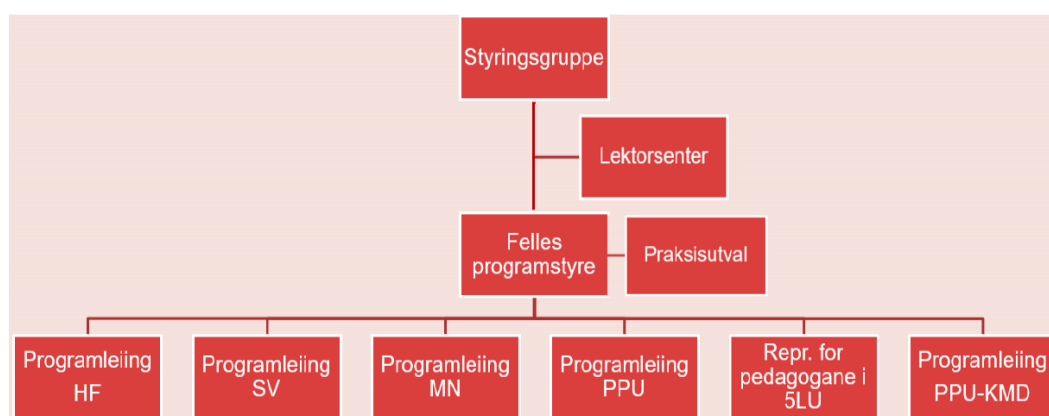 Styringsgruppe
Lektorsenter
Felles
programstyre
Praksisutval
Programleiing
HF
Programleiing
SV
Programleiing
MN
Programleiing
PPU
Repr. for
pedagogane i
5LU
Programleiing
PPU-KMD